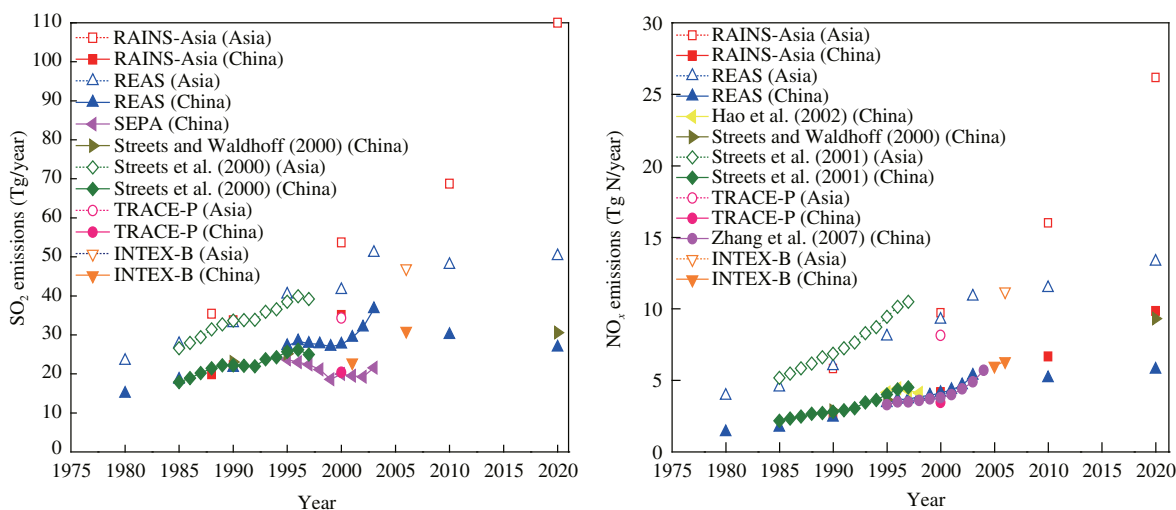 110
100
90
80
70
60
50
40
30
20
10
0
SO₂ emissions (Tg/year)
RAINS-Asia (Asia)
RAINS-Asia (China)
REAS (Asia)
REAS (China)
SEPA (China)
Streets and Waldhoff (2000) (China)
Streets et al. (2000) (Asia)
Streets et al. (2000) (China)
TRACE-P (Asia)
TRACE-P (China)
INTEX-B (Asia)
INTEX-B (China)
1975 1980 1985 1990 1995 2000 2005 2010 2015 2020
Year
30
25
20
15
10
5
0
NOₓ emissions (Tg N/year)
RAINS-Asia (Asia)
RAINS-Asia (China)
REAS (Asia)
REAS (China)
Hao et al. (2002) (China)
Streets and Waldhoff (2000) (China)
Streets et al. (2001) (Asia)
Streets et al. (2001) (China)
TRACE-P (Asia)
TRACE-P (China)
Zhang et al. (2007) (China)
INTEX-B (Asia)
INTEX-B (China)
1975 1980 1985 1990 1995 2000 2005 2010 2015 2020
Year